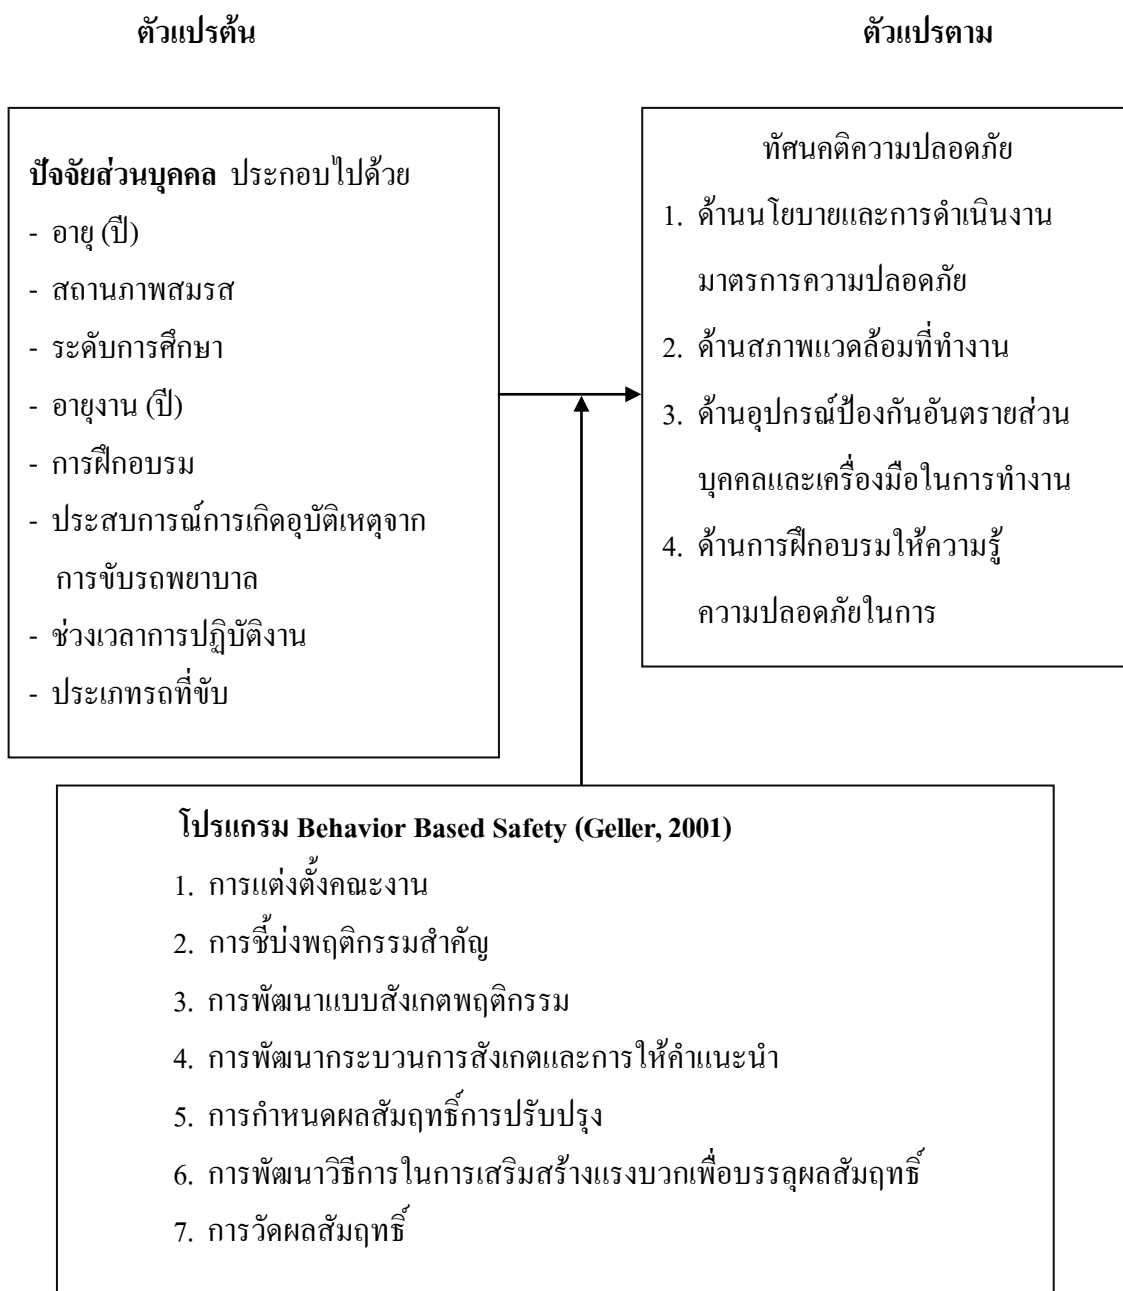 ตัวแปรต้น
ตัวแปรตาม
ปัจจัยส่วนบุคคล ประกอบไปด้วย
- อายุ (ปี)
- สถานภาพสมรส
- ระดับการศึกษา
- อายุงาน (ปี)
- การฝึกอบรม
- ประสบการณ์การเกิดอุบัติเหตุจาก
การขับรถพยาบาล
- ช่วงเวลาการปฏิบัติงาน
- ประเภทรถที่ขับ
ทัศนคติความปลอดภัย
1. ด้านนโยบายและการดำเนินงาน
มาตรการความปลอดภัย
2. ด้านสภาพแวดล้อมที่ทำงาน
3. ด้านอุปกรณ์ป้องกันอันตรายส่วน
บุคคลและเครื่องมือในการทำงาน
4. ด้านการฝึกอบรมให้ความรู้
ความปลอดภัยในการ
โปรแกรม Behavior Based Safety (Geller, 2001)
1. การแต่งตั้งคณะงาน
2. การชี้บ่งพฤติกรรมสำคัญ
3. การพัฒนาแบบสังเกตพฤติกรรม
4. การพัฒนากระบวนการสังเกตและการให้คำแนะนำ
5. การกำหนดผลสัมฤทธิ์การปรับปรุง
6. การพัฒนาวิธีการในการเสริมสร้างแรงบวกเพื่อบรรลุผลสัมฤทธิ์
7. การวัดผลสัมฤทธิ์